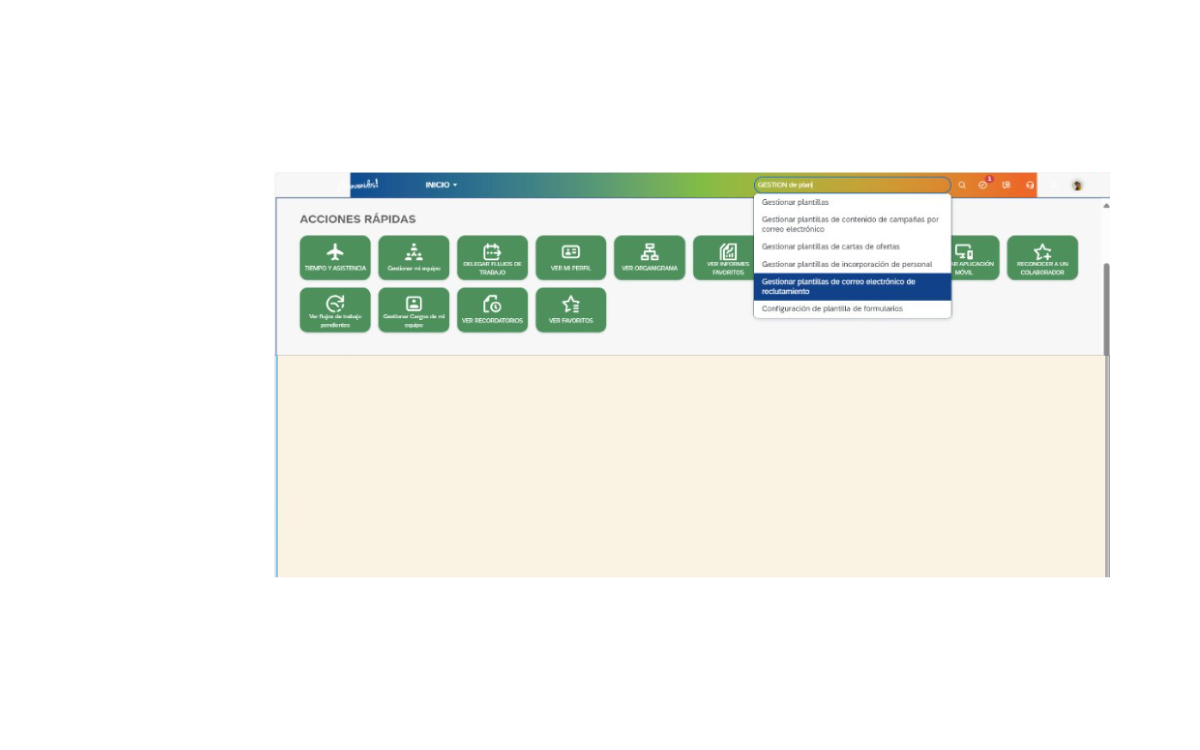 INICIO
GESTION de plan
Gestionar plantillas
Gestionar plantillas de contenido de campañas por
correo electrónico
Gestionar plantillas de cartas de ofertas
Gestionar plantillas de incorporación de personal
Gestionar plantillas de correo electrónico de
reclutamiento
Configuración de plantilla de formularios
1
ACCIONES RÁPIDAS
TIEMPO Y ASISTENCIA
Gestionar mi equipo
DELEGAR FLUJOS DE
TRABAJO
VER MI PERFIL
VER ORGANIGRAMA
VER INFORMES
FAVORITOS
APLICACIÓN
MÓVIL
RECONOCER A UN
COLABORADOR
Ver flujos de trabajo
pendientes
Gestionar Cargos de mi
equipo
VER RECORDATORIOS
VER FAVORITOS